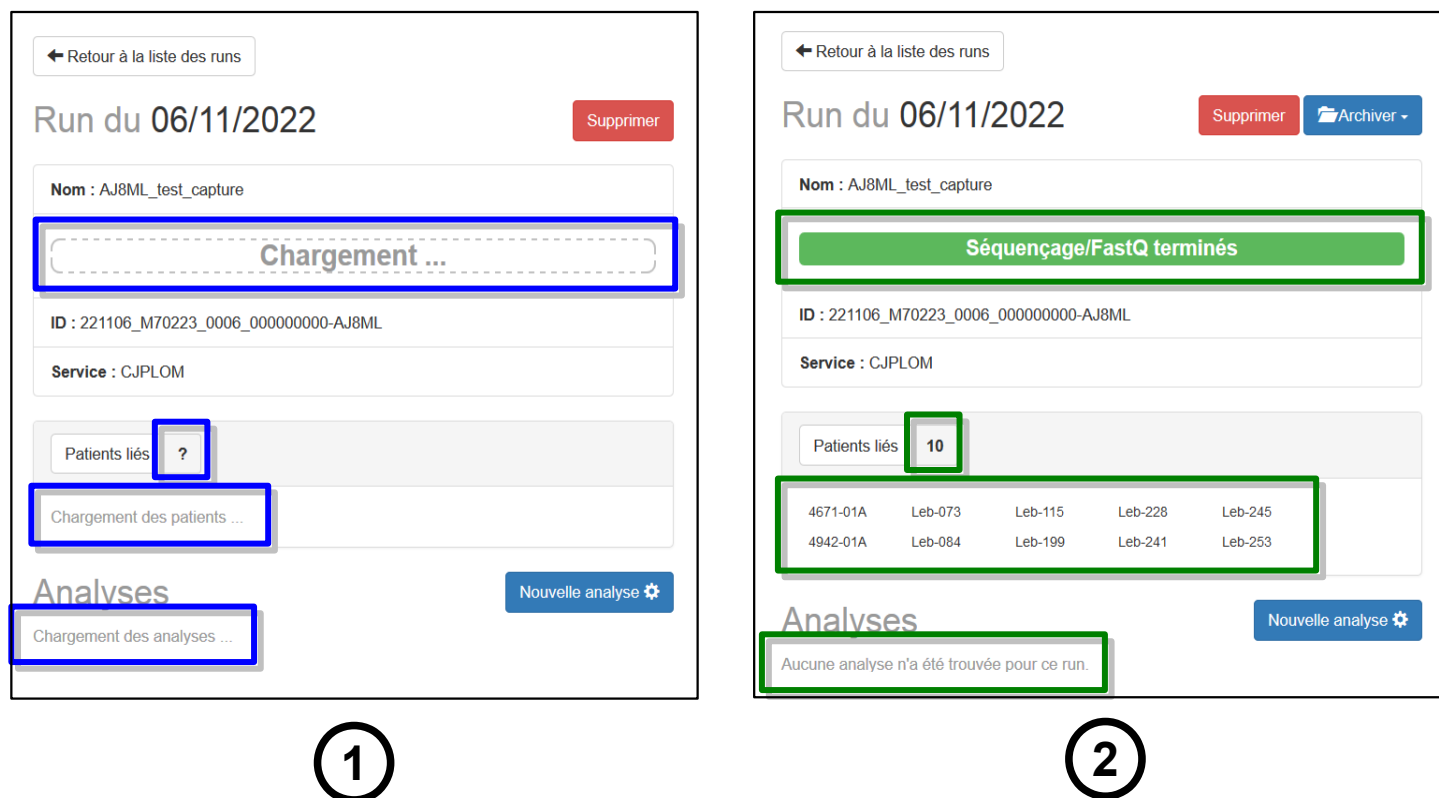 Retour à la liste des runs
Run du 06/11/2022
Supprimer
Nom : AJ8ML_test_capture
Chargement ...
ID : 221106_M70223_0006_000000000-AJ8ML
Service : CJPLOM
Patients liés ?
Chargement des patients ...
Analyses
Nouvelle analyse
Chargement des analyses ...
1
Retour à la liste des runs
Run du 06/11/2022
Supprimer
Archiver
Nom : AJ8ML_test_capture
Séquençage/FastQ terminés
ID : 221106_M70223_0006_000000000-AJ8ML
Service : CJPLOM
Patients liés 10
4671-01A Leb-073 Leb-115 Leb-228 Leb-245
4942-01A Leb-084 Leb-199 Leb-241 Leb-253
Analyses
Nouvelle analyse
Aucune analyse n'a été trouvée pour ce run.
2